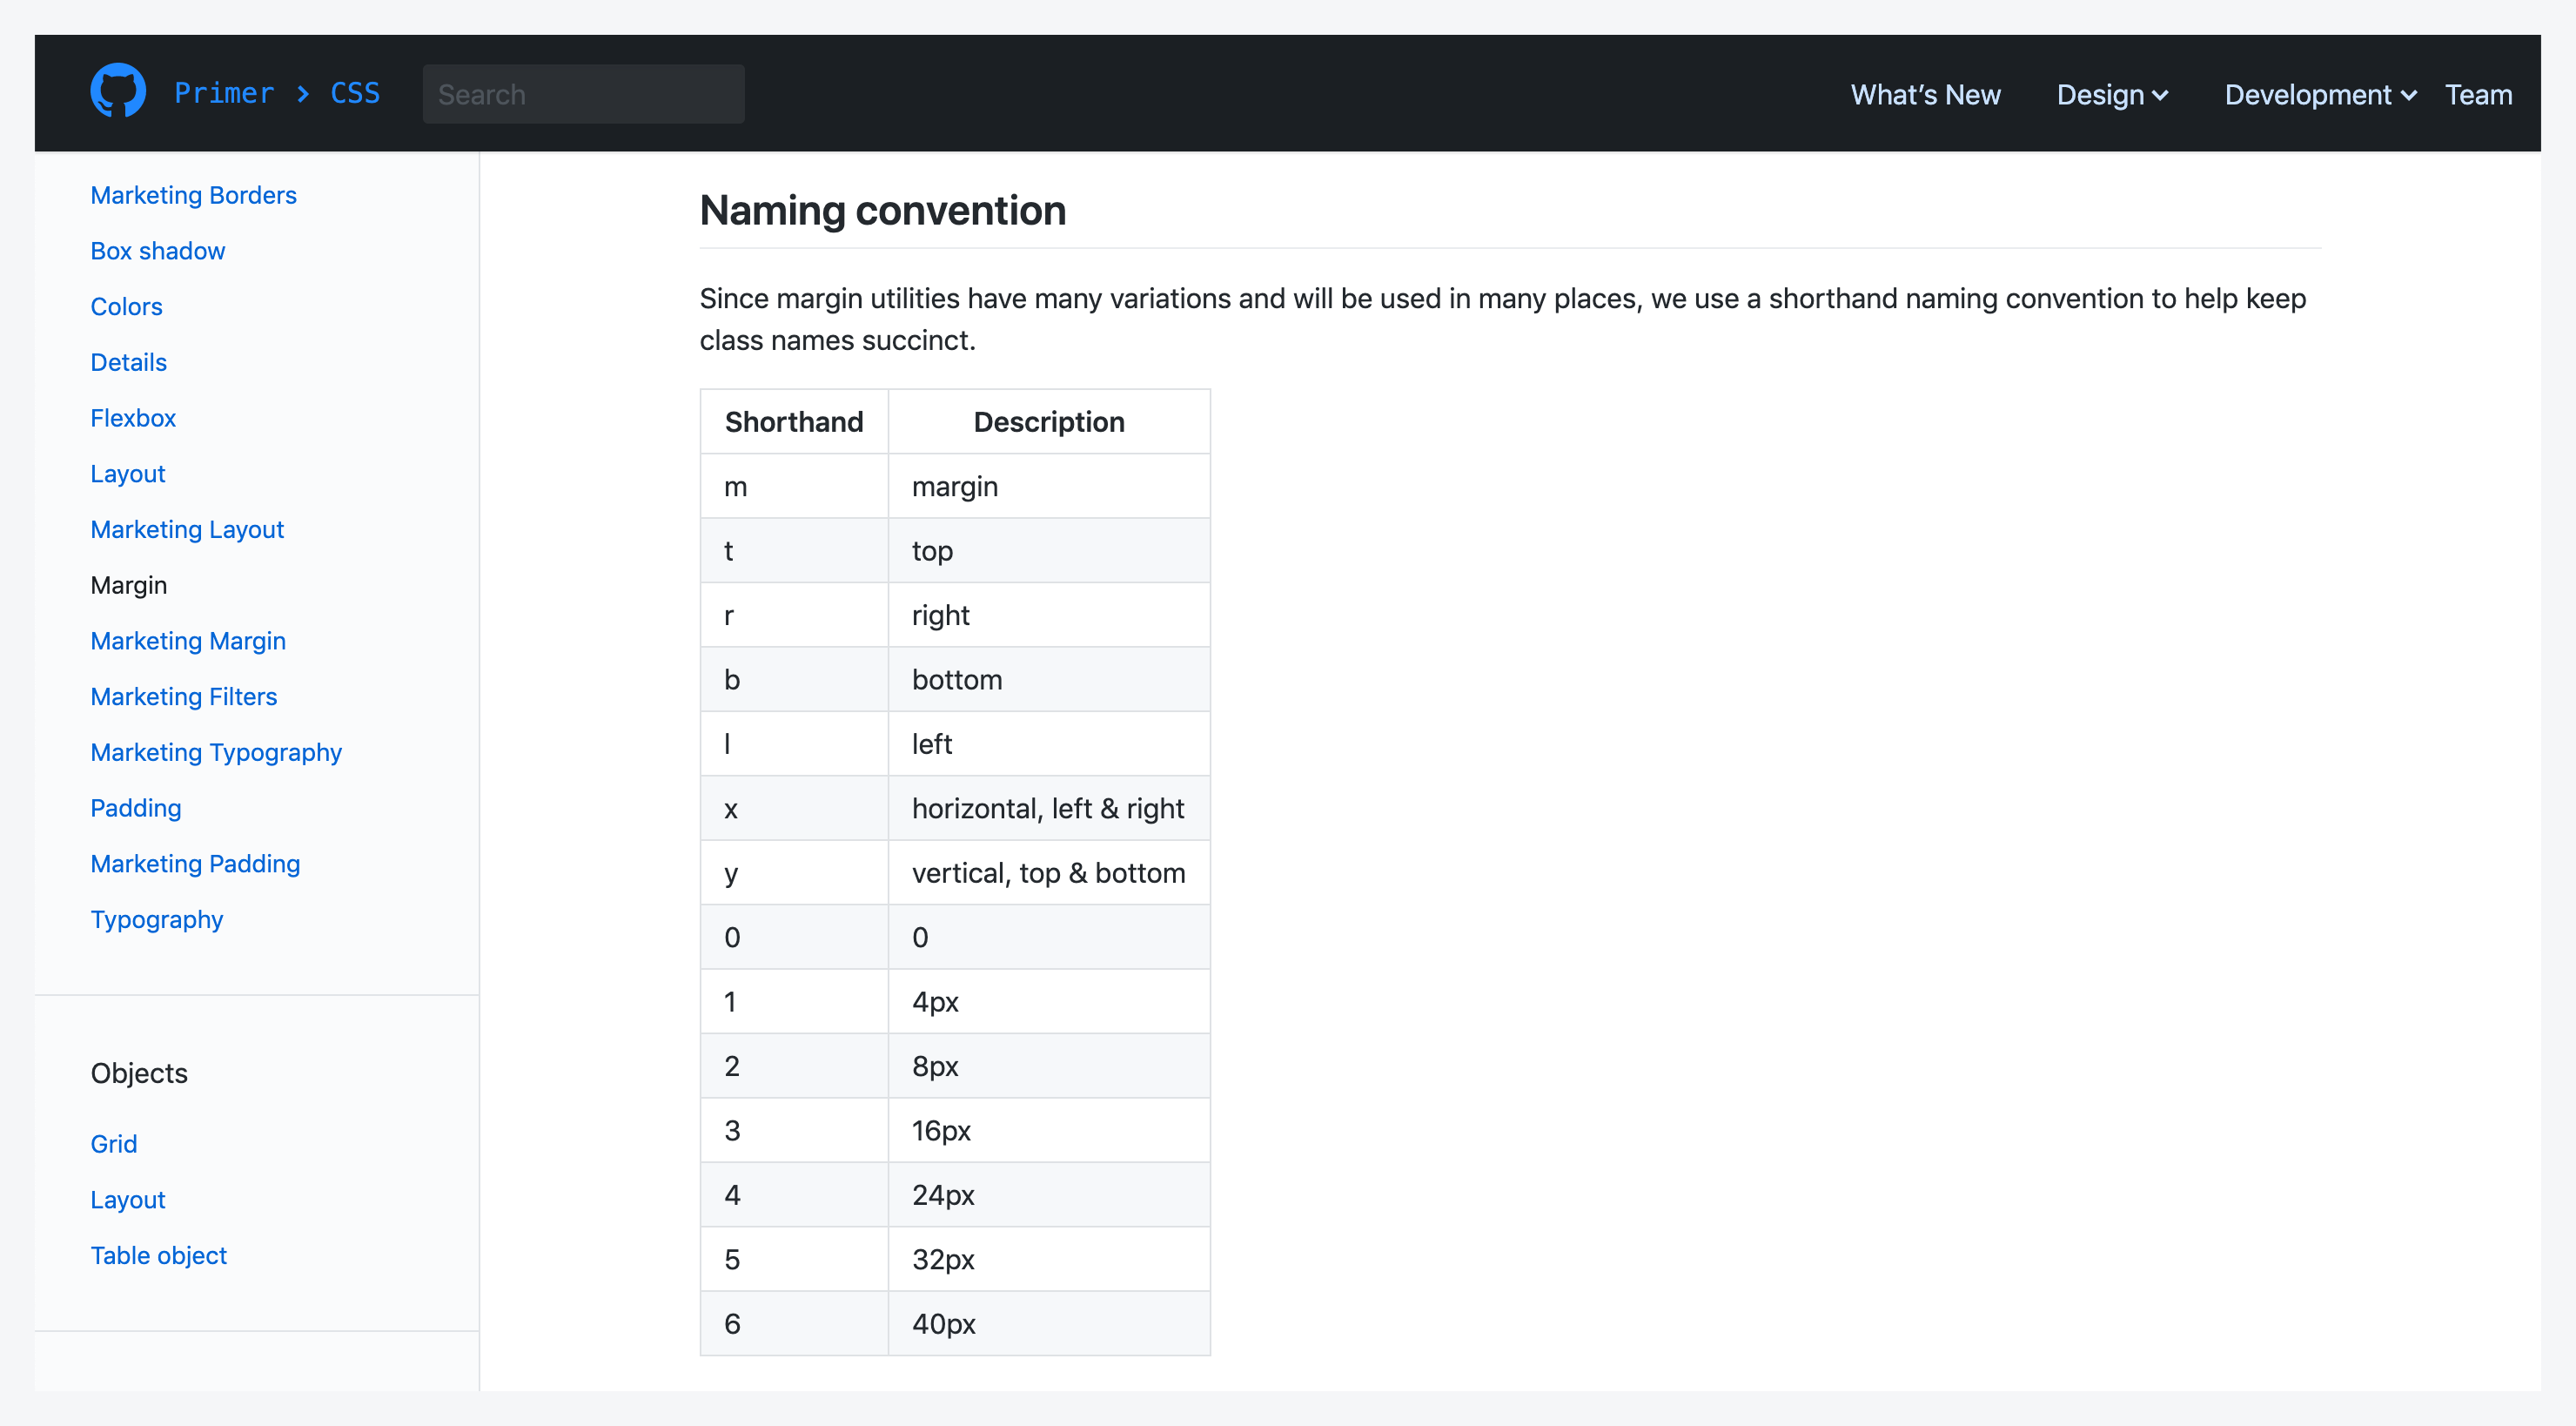 Primer > CSS
Search
What’s New
Design
Development
Team
Marketing Borders
Box shadow
Colors
Details
Flexbox
Layout
Marketing Layout
Margin
Marketing Margin
Marketing Filters
Marketing Typography
Padding
Marketing Padding
Typography
Objects
Grid
Layout
Table object
Naming convention
Since margin utilities have many variations and will be used in many places, we use a shorthand naming convention to help keep
class names succinct.
Shorthand Description
m margin
t top
r right
b bottom
l left
x horizontal, left & right
y vertical, top & bottom
0 0
1 4px
2 8px
3 16px
4 24px
5 32px
6 40px